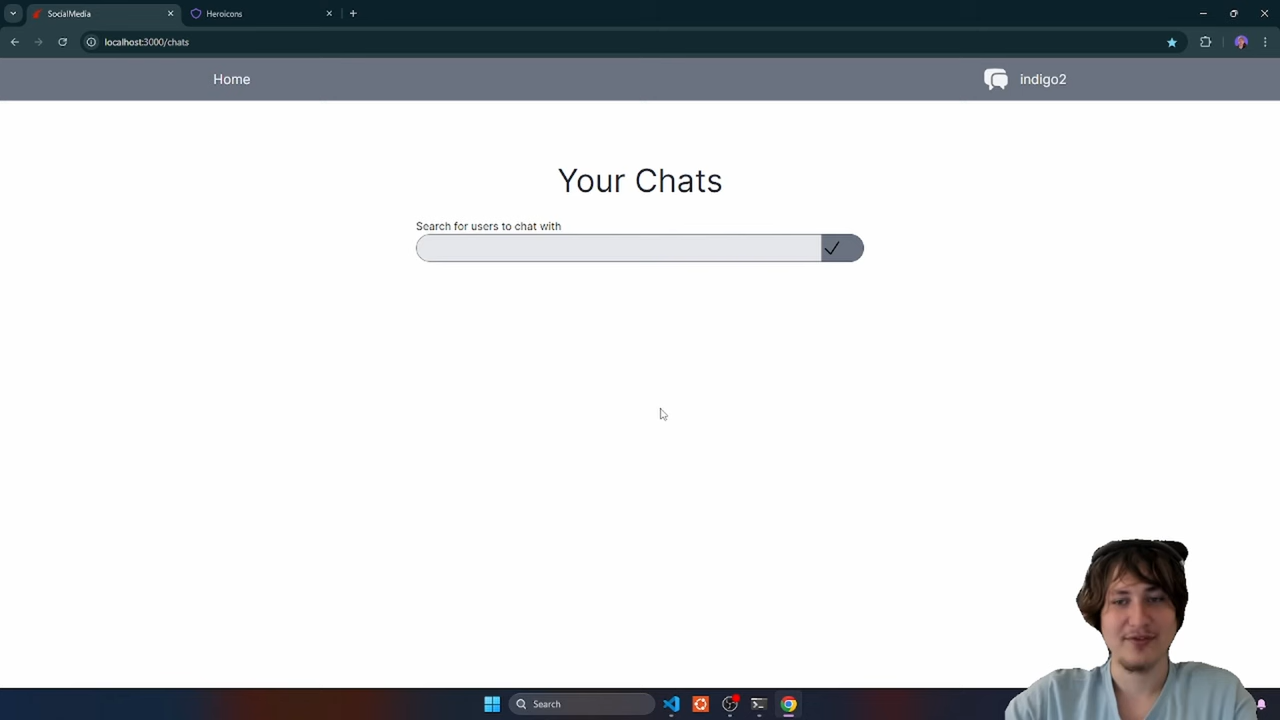 SocialMedia
Heroicons
localhost:3000/chats
Home
indigo2
Your Chats
Search for users to chat with
Search